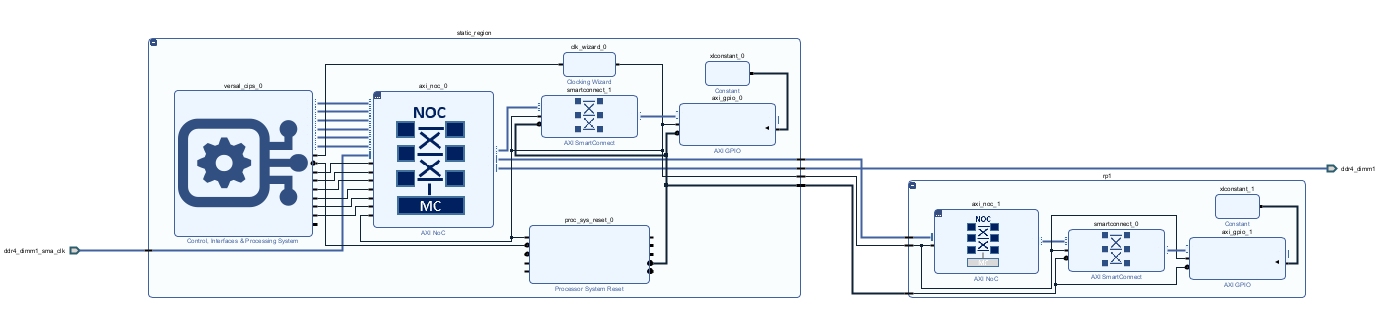 static_region
clk_wizard_0
Clocking Wizard
xlconstant_0
Constant
versal_cips_0
Control, Interfaces & Processing System
axi_noc_0
NOC
MC
AXI NoC
smartconnect_1
AXI SmartConnect
axi_gpio_0
AXI GPIO
ddr4_dimm1
proc_sys_reset_0
Processor System Reset
ddr4_dimm1_sma_clk
rp1
xlconstant_1
Constant
axi_noc_1
NOC
AXI NoC
smartconnect_0
AXI SmartConnect
axi_gpio_1
AXI GPIO